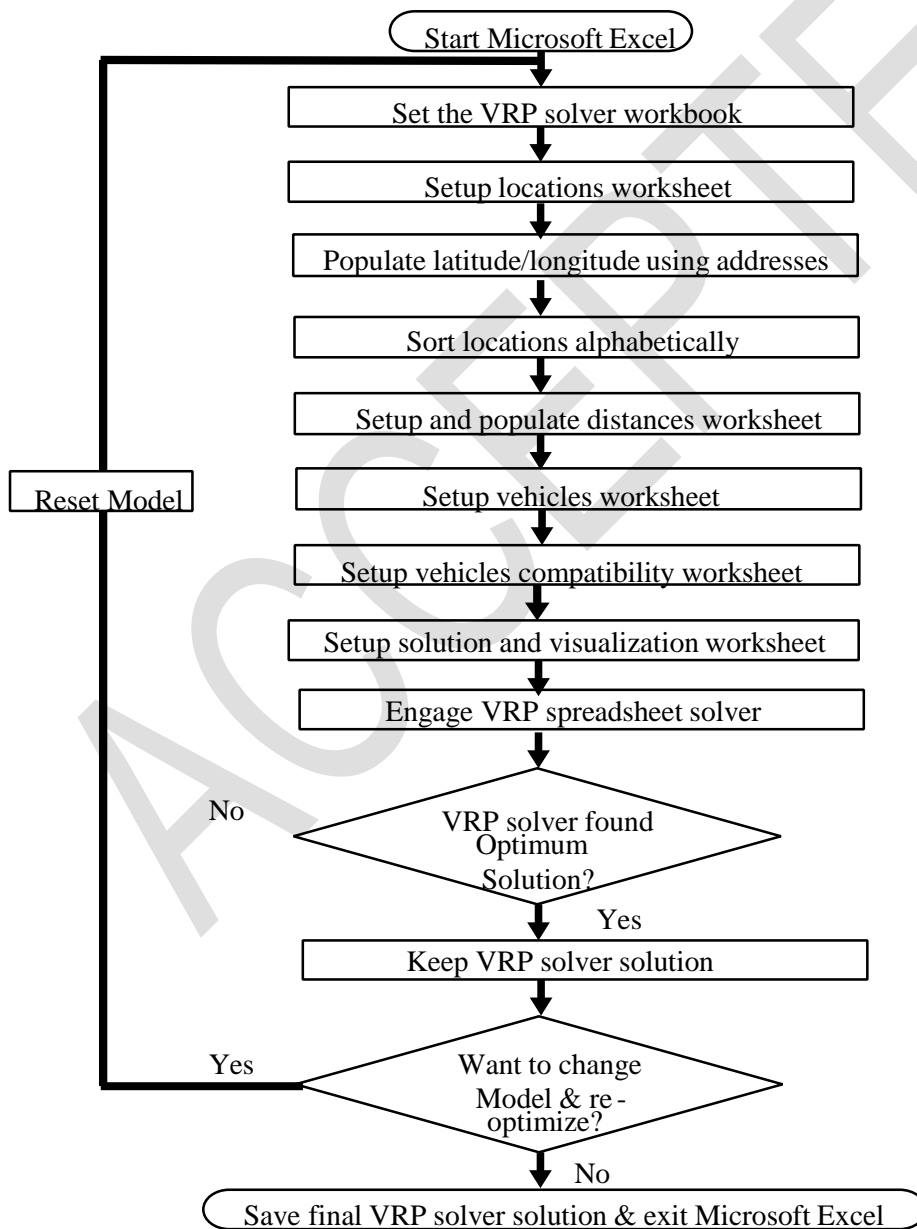 Start Microsoft Excel
Set the VRP solver workbook
Setup locations worksheet
Populate latitude/longitude using addresses
Sort locations alphabetically
Setup and populate distances worksheet
Setup vehicles worksheet
Reset Model
Setup vehicles compatibility worksheet
Setup solution and visualization worksheet
Engage VRP spreadsheet solver
No
VRP solver found
Optimum
Solution?
Yes
Keep VRP solver solution
Yes
Want to change
Model & re-
optimize?
No
Save final VRP solver solution & exit Microsoft Excel
ACCEPTE